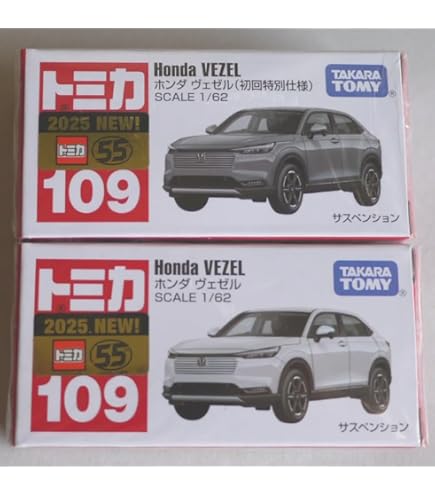 トミカ
Honda VEZEL
ホンダ ヴェゼル(初回特別仕様)
SCALE 1/62
TAKARA
TOMY
2025 NEW!
トミカ 55
109
サスペンション
トミカ
Honda VEZEL
ホンダ ヴェゼル
SCALE 1/62
TAKARA
TOMY
2025 NEW!
トミカ 55
109
サスペンション